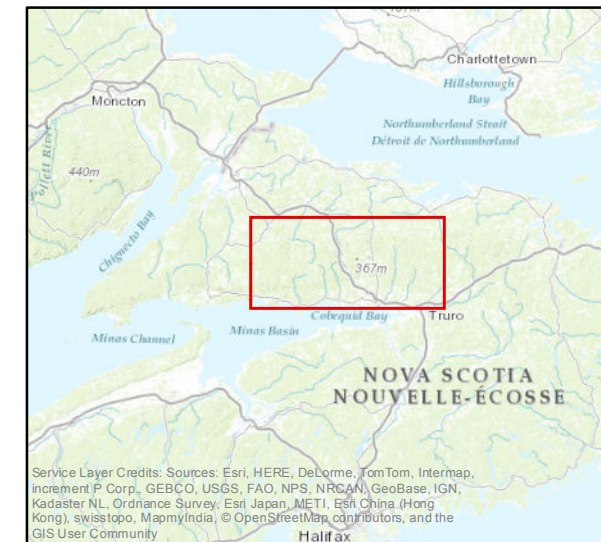 Charlottetown
Hillsborough
Bay
Moncton
Northumberland Strait
Détroit de Northumberland
Pollett River
440m
Chignecto Bay
367m
Cobequid Bay
Truro
Minas Basin
Minas Channel
NOVA SCOTIA
NOUVELLE-ÉCOSSE
Service Layer Credits: Sources: Esri, HERE, DeLorme, TomTom, Intermap,
increment P Corp., GEBCO, USGS, FAO, NPS, NRCAN, GeoBase, IGN,
Kadaster NL, Ordnance Survey, Esri Japan, METI, Esri China (Hong
Kong), swisstopo, MapmyIndia, © OpenStreetMap contributors, and the
GIS User Community
Halifax